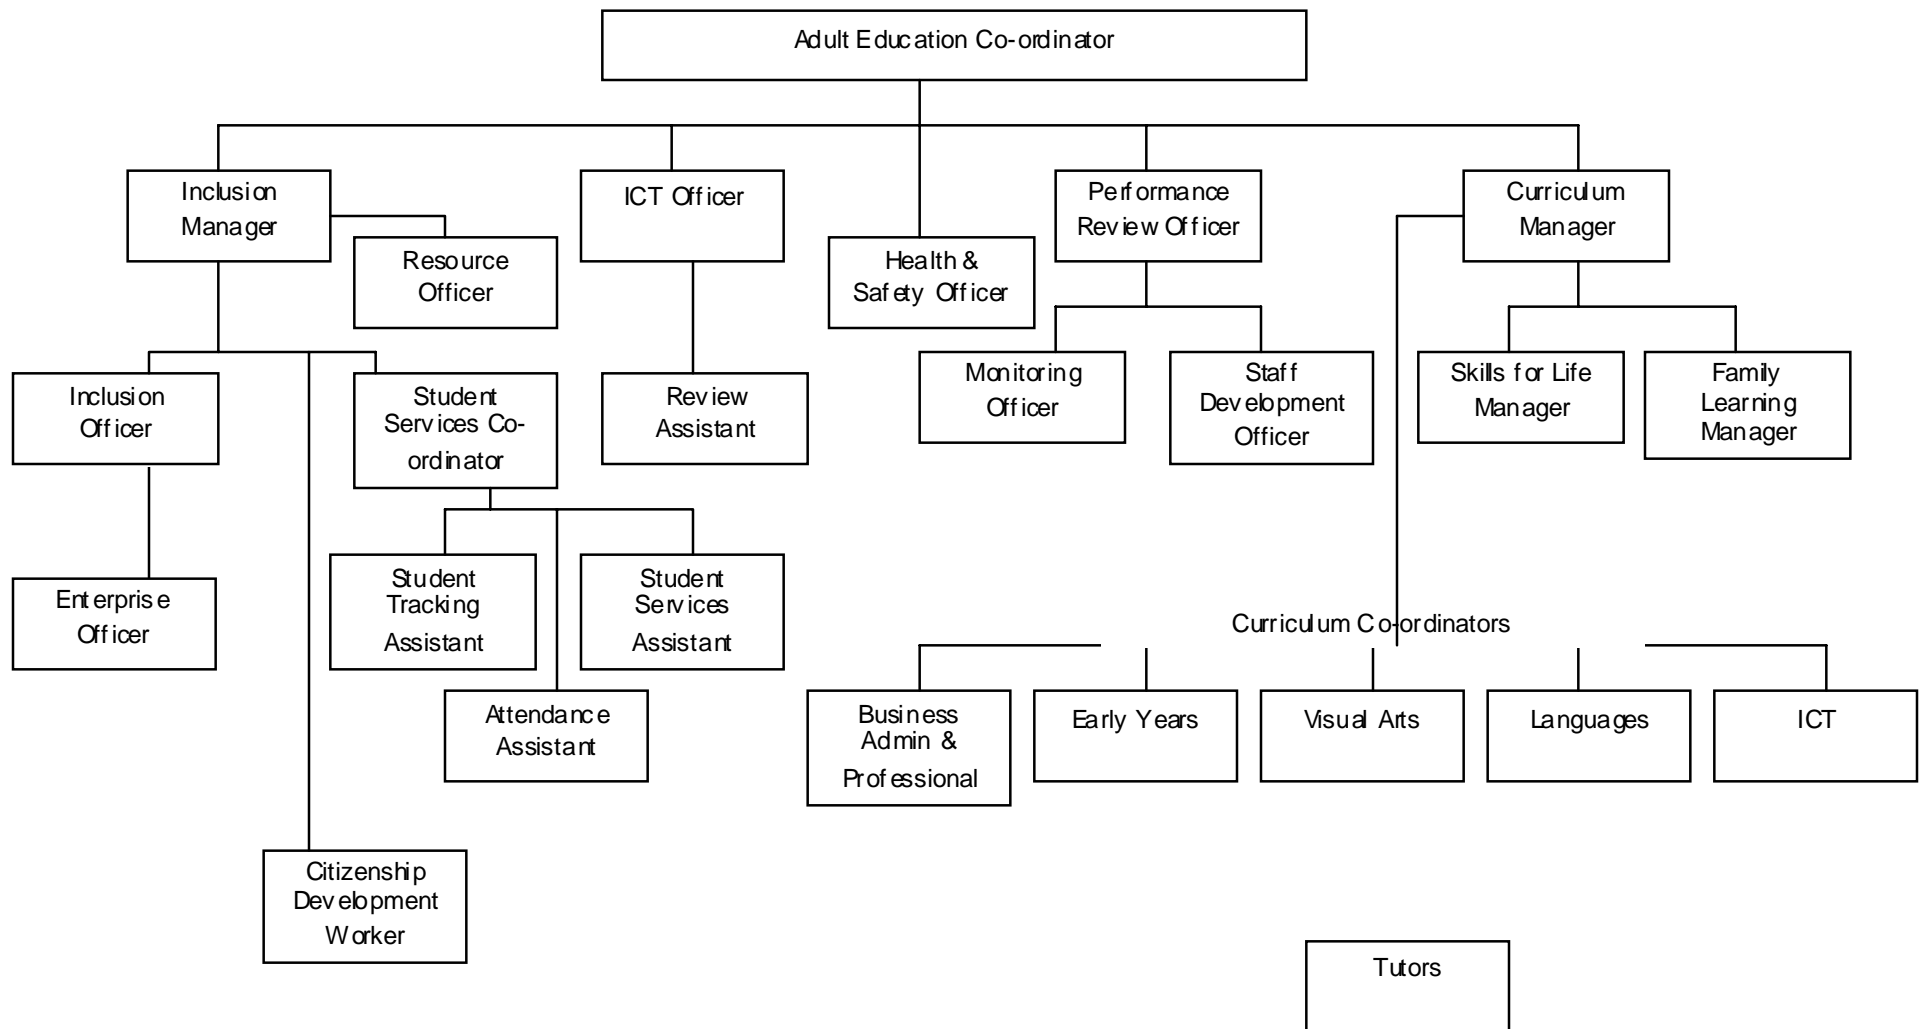 Adult Education Co-ordinator
Inclusion
Manager
ICT Officer
Performance
Review Officer
Curriculum
Manager
Resource
Officer
Health &
Safety Officer
Inclusion
Officer
Student
Services Co-
ordinator
Review
Assistant
Monitoring
Officer
Staff
Development
Officer
Skills for Life
Manager
Family
Learning
Manager
Enterprise
Officer
Student
Tracking
Assistant
Student
Services
Assistant
Curriculum Co-ordinators
Attendance
Assistant
Business
Admin &
Professional
Early Years
Visual Arts
Languages
ICT
Citizenship
Development
Worker
Tutors